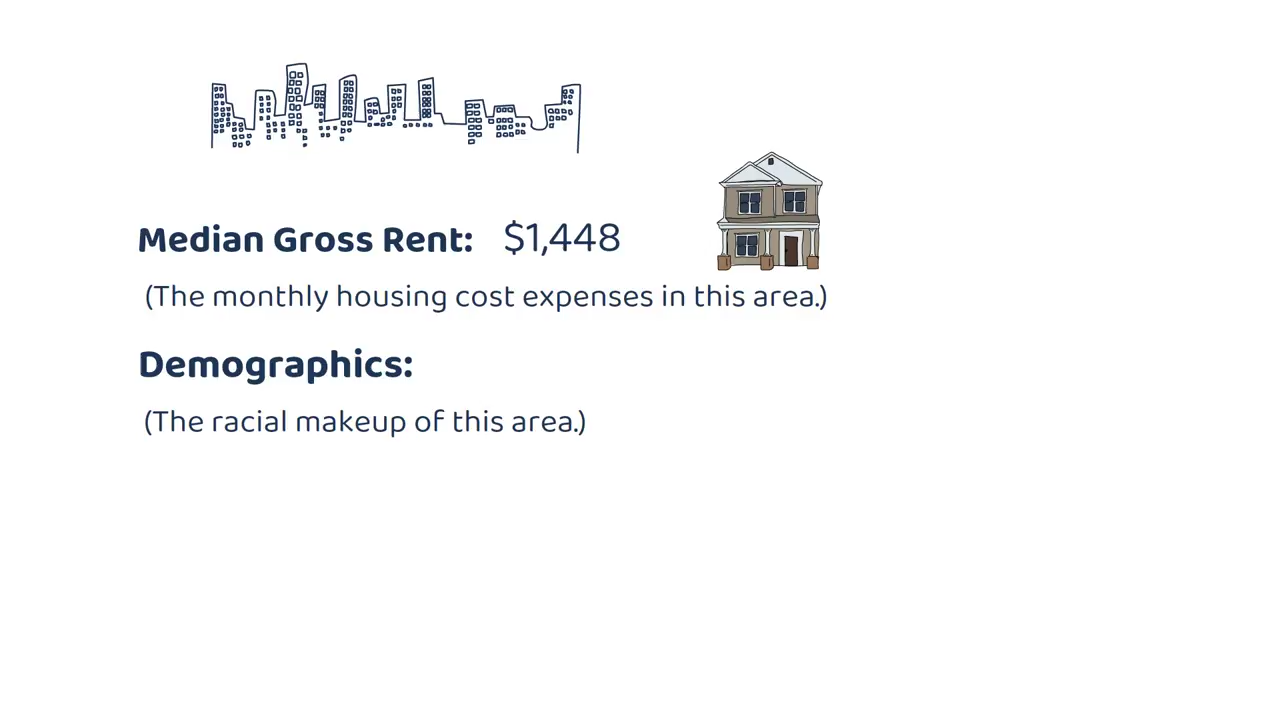 Median Gross Rent: $1,448
(The monthly housing cost expenses in this area.)
Demographics:
(The racial makeup of this area.)